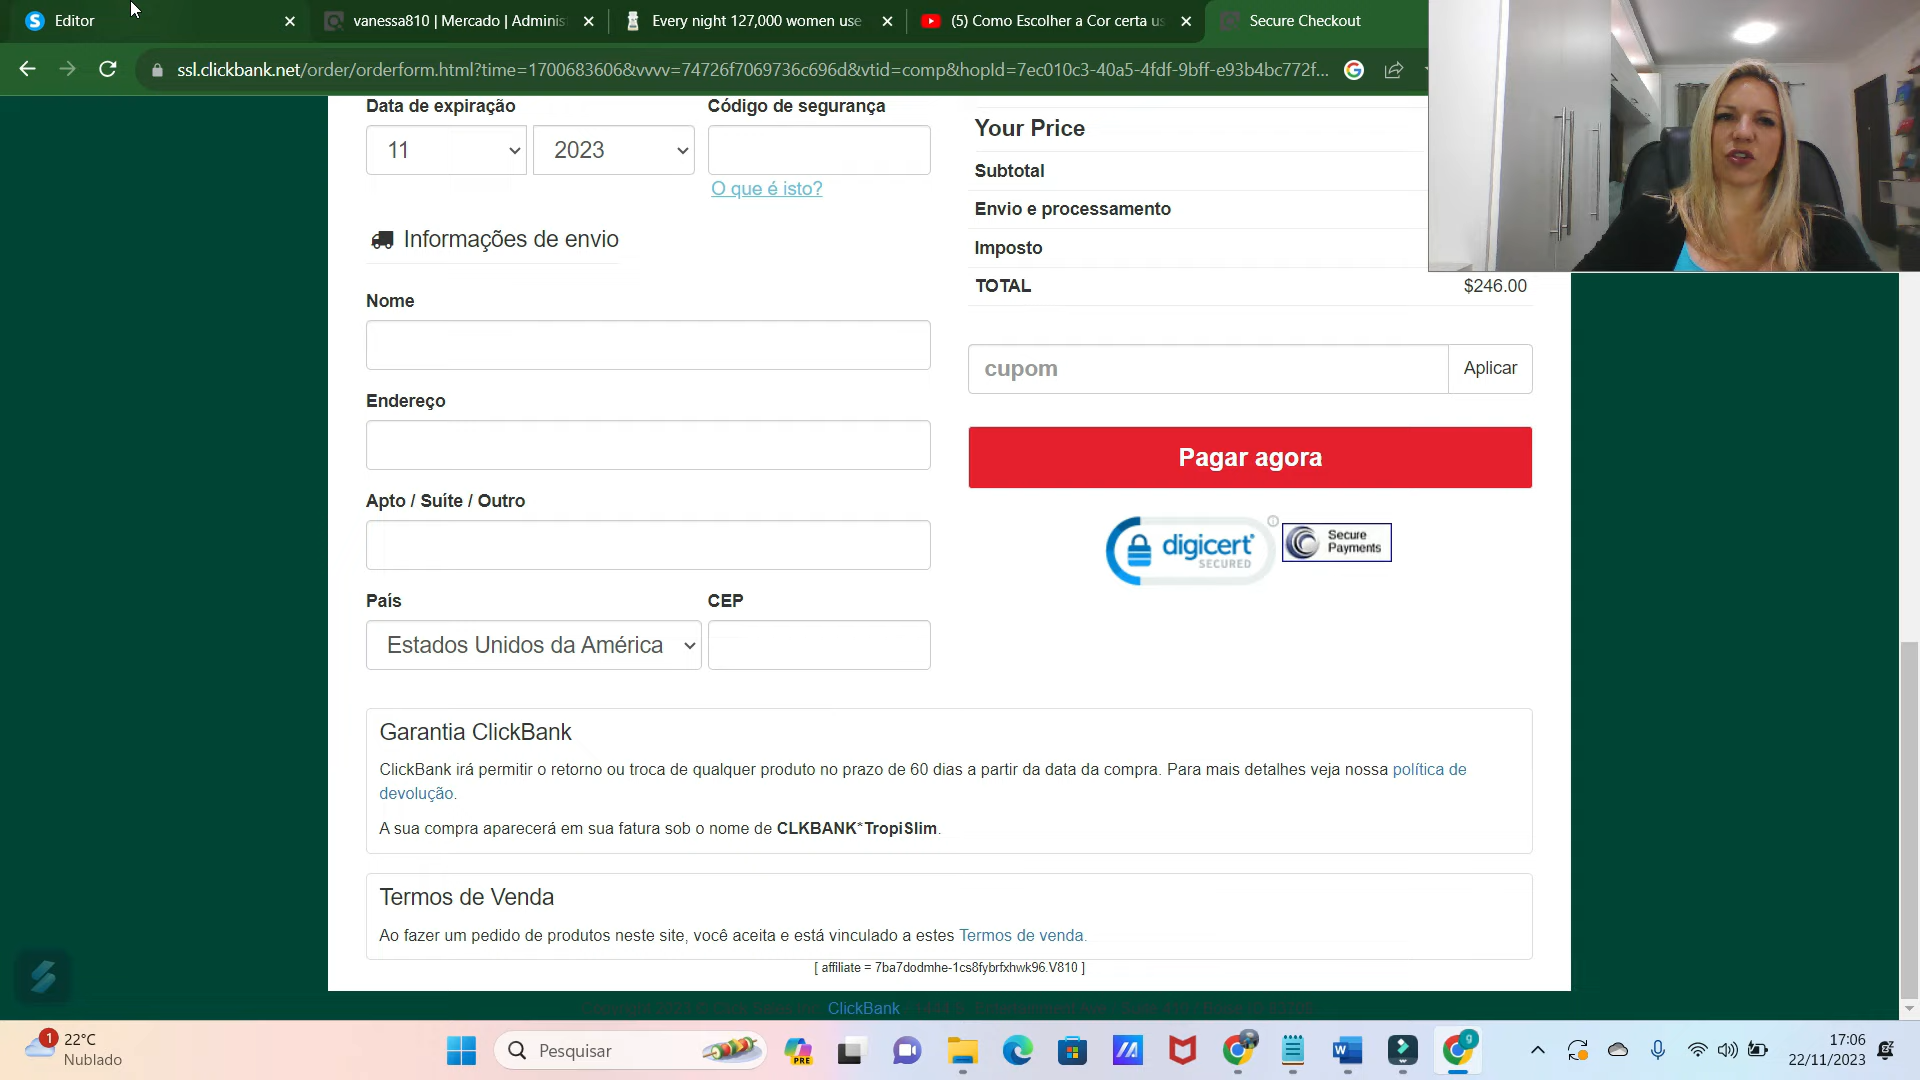 Editor
vanessa810 | Mercado | Adminis
Every night 127,000 women use
(5) Como Escolher a Cor certa us
Secure Checkout
ssl.clickbank.net/order/orderform.html?time=1700683606&vvvv=74726f7069736c696d&vtid=comp&hopId=7ec010c3-40a5-4fdf-9bff-e93b4bc772f...
Data de expiração
Código de segurança
11
2023
O que é isto?
Informações de envio
Nome
Endereço
Apto / Suíte / Outro
País
CEP
Estados Unidos da América
Your Price
Subtotal
Envio e processamento
Imposto
TOTAL $246.00
cupom
Aplicar
Pagar agora
digicert
SECURED
Secure
Payments
Garantia ClickBank
ClickBank irá permitir o retorno ou troca de qualquer produto no prazo de 60 dias a partir da data da compra. Para mais detalhes veja nossa política de
devolução.
A sua compra aparecerá em sua fatura sob o nome de CLKBANK*TropiSlim.
Termos de Venda
Ao fazer um pedido de produtos neste site, você aceita e está vinculado a estes Termos de venda.
[ affiliate = 7ba7dodmhe-1cs8fybrfxhwk96.V810 ]
ClickBank
1
22°C
Nublado
Pesquisar
PRE
17:06
22/11/2023